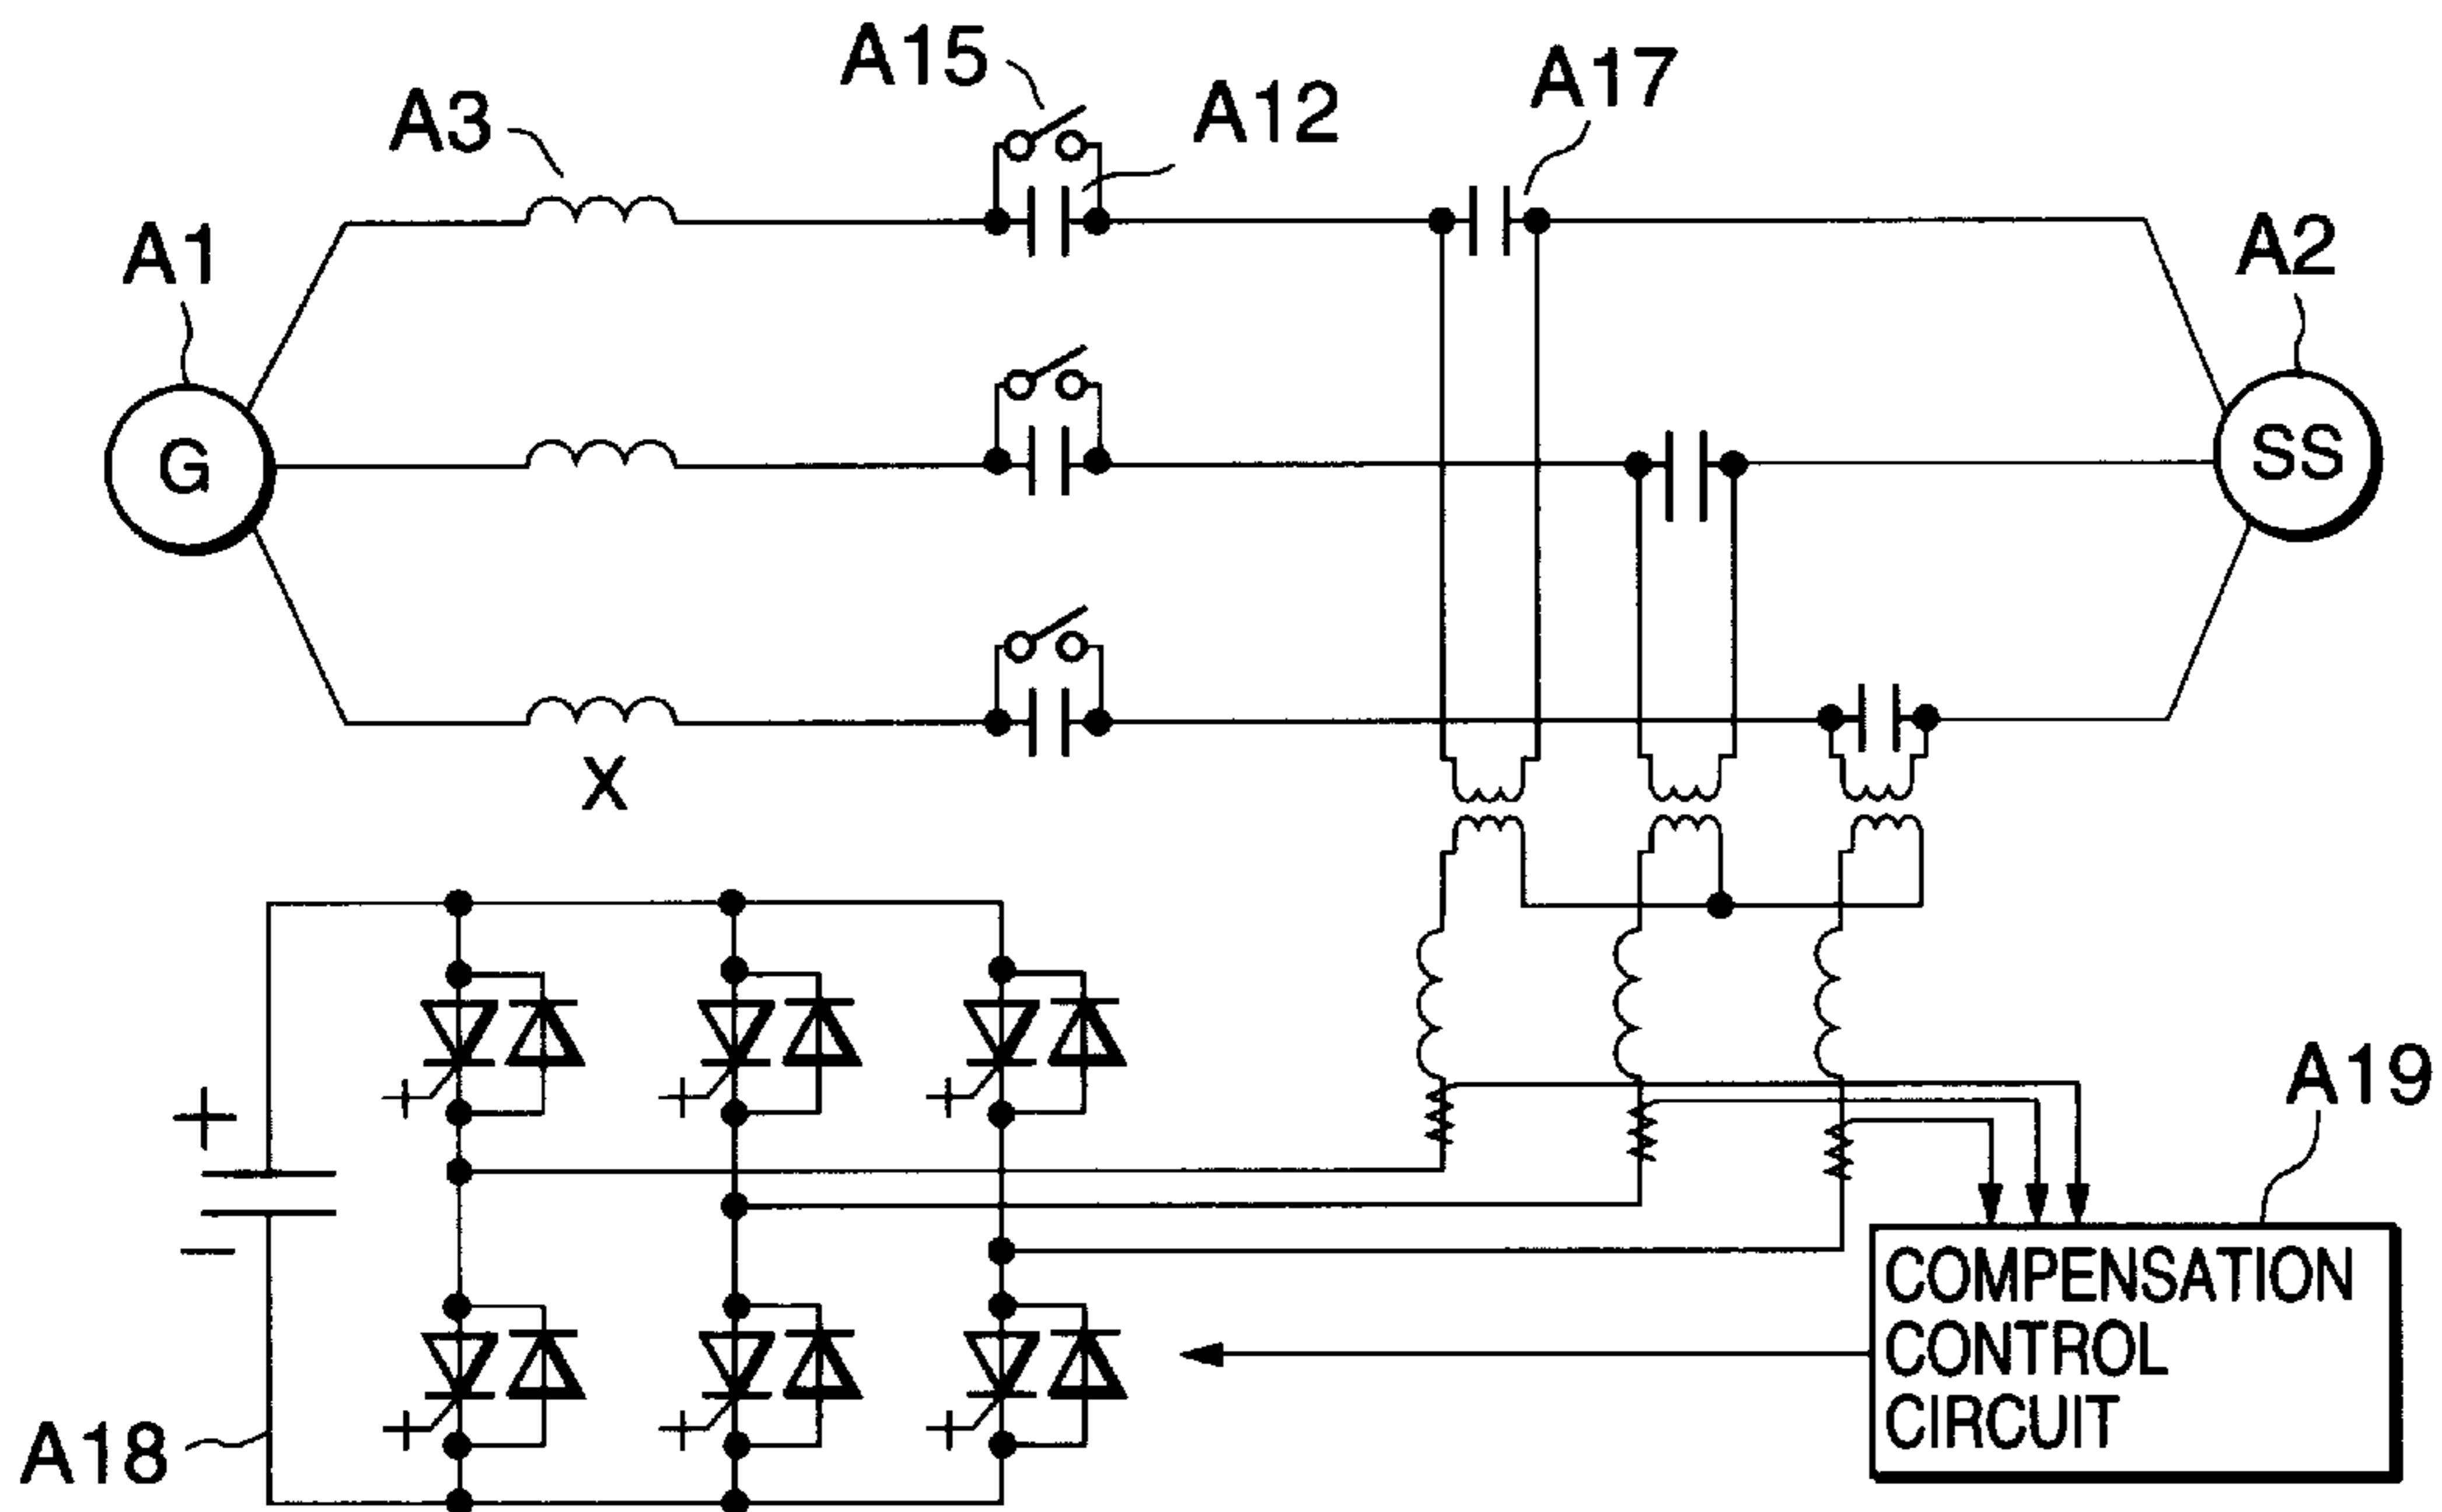 A15
A17
A3
A12
A1
A2
G
SS
X
A19
+
−
COMPENSATION
CONTROL
CIRCUIT
A18